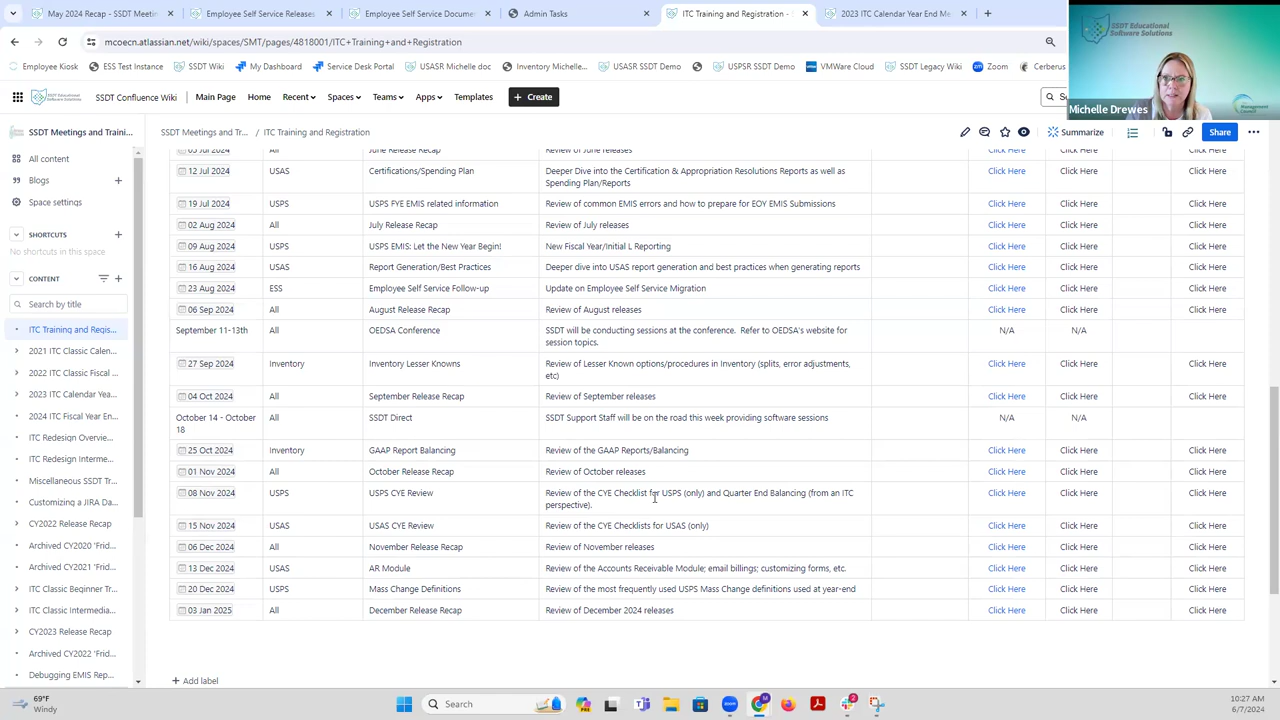 May 2024 Recap - SSDT Meetin
Employee Self Service Releases
Employee Self Service Docume
Admin Tasks
ITC Training and Registration - S
2023 ITC Calendar Year End Me
mcoecn.atlassian.net/wiki/spaces/SMT/pages/4818001/ITC+Training+and+Registration
Employee Kiosk
ESS Test Instance
SSDT Wiki
My Dashboard
Service Desk Portal
USASR Michelle doc
Inventory Michelle...
USASR SSDT Demo
USPSR SSDT Demo
VMWare Cloud
SSDT Legacy Wiki
Zoom
Cerberus
SSDT Educational
Software Solutions
Management
Council
Michelle Drewes
SSDT Confluence Wiki
Main Page
Home
Recent
Spaces
Teams
Apps
Templates
+ Create
SSDT Meetings and Traini...
SSDT Meetings and Tr... / ITC Training and Registration
Summarize
Share
All content
Blogs
Space settings
SHORTCUTS
No shortcuts in this space
CONTENT
Search by title
ITC Training and Regis...
2021 ITC Classic Calen...
2022 ITC Classic Fiscal ...
2023 ITC Calendar Yea...
2024 ITC Fiscal Year En...
ITC Redesign Overvie...
ITC Redesign Interme...
Miscellaneous SSDT Tr...
Customizing a JIRA Da...
CY2022 Release Recap
Archived CY2020 'Frid...
Archived CY2021 'Frid...
ITC Classic Beginner Tr...
ITC Classic Intermedia...
CY2023 Release Recap
Archived CY2022 'Frid...
Debugging EMIS Rep...
05 Jul 2024 All June Release Recap Review of June releases Click Here Click Here Click Here
12 Jul 2024 USAS Certifications/Spending Plan Deeper Dive into the Certification & Appropriation Resolutions Reports as well as Click Here Click Here Click Here
Spending Plan/Reports
19 Jul 2024 USPS USPS FYE EMIS related information Review of common EMIS errors and how to prepare for EOY EMIS Submissions Click Here Click Here Click Here
02 Aug 2024 All July Release Recap Review of July releases Click Here Click Here Click Here
09 Aug 2024 USPS USPS EMIS: Let the New Year Begin! New Fiscal Year/Initial L Reporting Click Here Click Here Click Here
16 Aug 2024 USAS Report Generation/Best Practices Deeper dive into USAS report generation and best practices when generating reports Click Here Click Here Click Here
23 Aug 2024 ESS Employee Self Service Follow-up Update on Employee Self Service Migration Click Here Click Here Click Here
06 Sep 2024 All August Release Recap Review of August releases Click Here Click Here Click Here
September 11-13th All OEDSA Conference SSDT will be conducting sessions at the conference. Refer to OEDSA's website for N/A N/A
session topics.
27 Sep 2024 Inventory Inventory Lesser Knowns Review of Lesser Known options/procedures in Inventory (splits, error adjustments, Click Here Click Here Click Here
etc)
04 Oct 2024 All September Release Recap Review of September releases Click Here Click Here Click Here
October 14 - October All SSDT Direct SSDT Support Staff will be on the road this week providing software sessions N/A N/A
18
25 Oct 2024 Inventory GAAP Report Balancing Review of the GAAP Reports/Balancing Click Here Click Here Click Here
01 Nov 2024 All October Release Recap Review of October releases Click Here Click Here Click Here
08 Nov 2024 USPS USPS CYE Review Review of the CYE Checklist for USPS (only) and Quarter End Balancing (from an ITC Click Here Click Here Click Here
perspective).
15 Nov 2024 USAS USAS CYE Review Review of the CYE Checklists for USAS (only) Click Here Click Here Click Here
06 Dec 2024 All November Release Recap Review of November releases Click Here Click Here Click Here
13 Dec 2024 USAS AR Module Review of the Accounts Receivable Module; email billings; customizing forms, etc. Click Here Click Here Click Here
20 Dec 2024 USPS Mass Change Definitions Review of the most frequently used USPS Mass Change definitions used at year-end Click Here Click Here Click Here
03 Jan 2025 All December Release Recap Review of December 2024 releases Click Here Click Here Click Here
Add label
69°F
Windy
Search
10:27 AM
6/7/2024